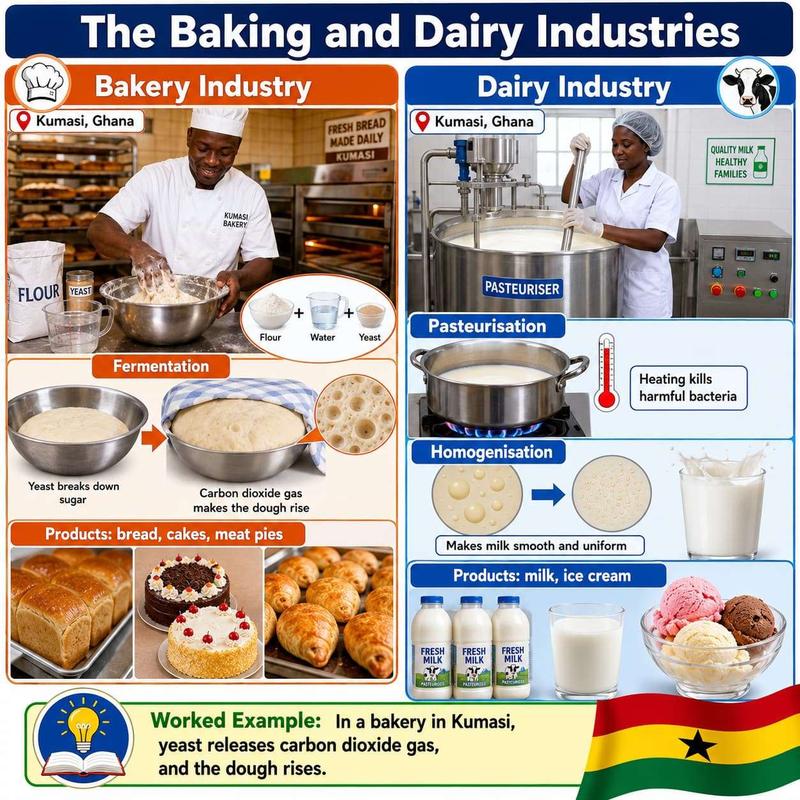 The Baking and Dairy Industries
Bakery Industry
Kumasi, Ghana
FRESH BREAD
MADE DAILY
KUMASI
KUMASI
BAKERY
FLOUR
YEAST
Flour + Water + Yeast
Fermentation
Yeast breaks down
sugar
Carbon dioxide gas
makes the dough rise
Products: bread, cakes, meat pies
Dairy Industry
Kumasi, Ghana
QUALITY MILK
HEALTHY
FAMILIES
PASTEURISER
Pasteurisation
Heating kills
harmful bacteria
Homogenisation
Makes milk smooth and uniform
Products: milk, ice cream
FRESH
MILK
PASTEURISED
FRESH
MILK
PASTEURISED
FRESH
MILK
PASTEURISED
Worked Example: In a bakery in Kumasi,
yeast releases carbon dioxide gas,
and the dough rises.